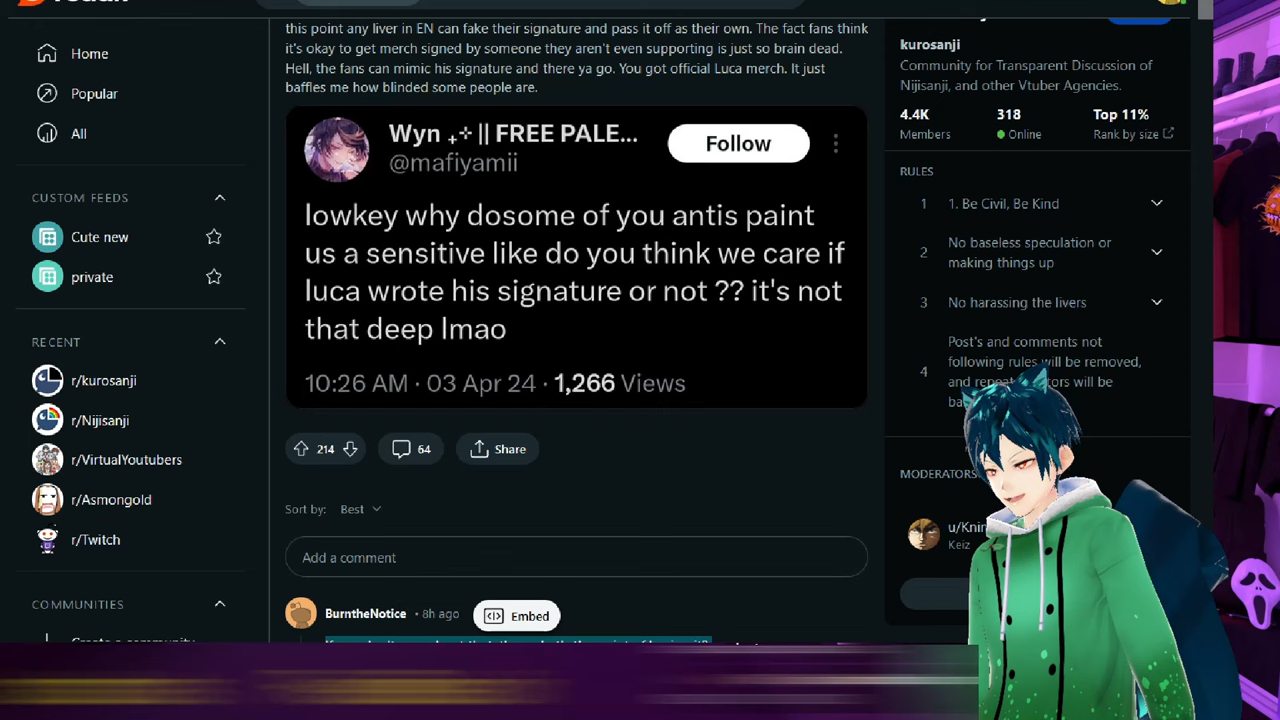 this point any liver in EN can fake their signature and pass it off as their own. The fact fans think
it's okay to get merch signed by someone they aren't even supporting is just so brain dead.
Hell, the fans can mimic his signature and there ya go. You got official Luca merch. It just
baffles me how blinded some people are.
Wyn ₊⊹ || FREE PALE...
@mafiyamii
Follow
lowkey why dosome of you antis paint
us a sensitive like do you think we care if
luca wrote his signature or not ?? it's not
that deep lmao
10:26 AM · 03 Apr 24 · 1,266 Views
214
64
Share
Sort by: Best
Add a comment
BurntheNotice · 8h ago
Embed
Home
Popular
All
CUSTOM FEEDS
Cute new
private
RECENT
r/kurosanji
r/Nijisanji
r/VirtualYoutubers
r/Asmongold
r/Twitch
COMMUNITIES
kurosanji
Community for Transparent Discussion of
Nijisanji, and other Vtuber Agencies.
4.4K 318 Top 11%
Members Online Rank by size
RULES
1 1. Be Civil, Be Kind
2 No baseless speculation or
making things up
3 No harassing the livers
4 Post's and comments not
following rules will be removed,
and
will be
MODERATORS
Keiz